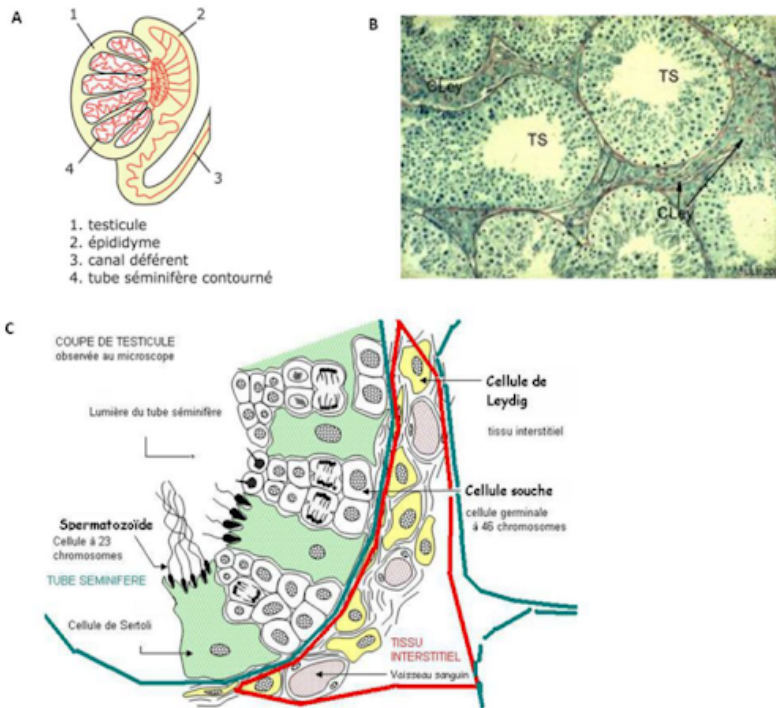 A
1
2
4
3
1. testicule
2. épididyme
3. canal déférent
4. tube séminifère contourné
B
CLey
TS
TS
CLey
C
COUPE DE TESTICULE
observée au microscope
Lumière du tube séminifère
Cellule de
Leydig
tissu interstitiel
Cellule souche
cellule germinale
à 46 chromosomes
Spermatozoïde
Cellule à 23
chromosomes
TUBE SEMINIFERE
Cellule de Sertoli
TISSU
INTERSTITIEL
Vaisseau sanguin